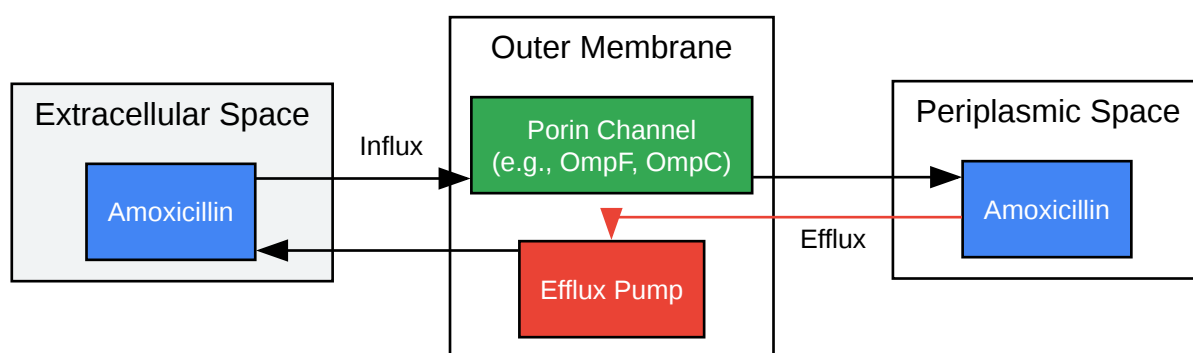 Outer Membrane
Extracellular Space
Periplasmic Space
Influx
Porin Channel
(e.g., OmpF, OmpC)
Amoxicillin
Amoxicillin
Efflux
Efflux Pump